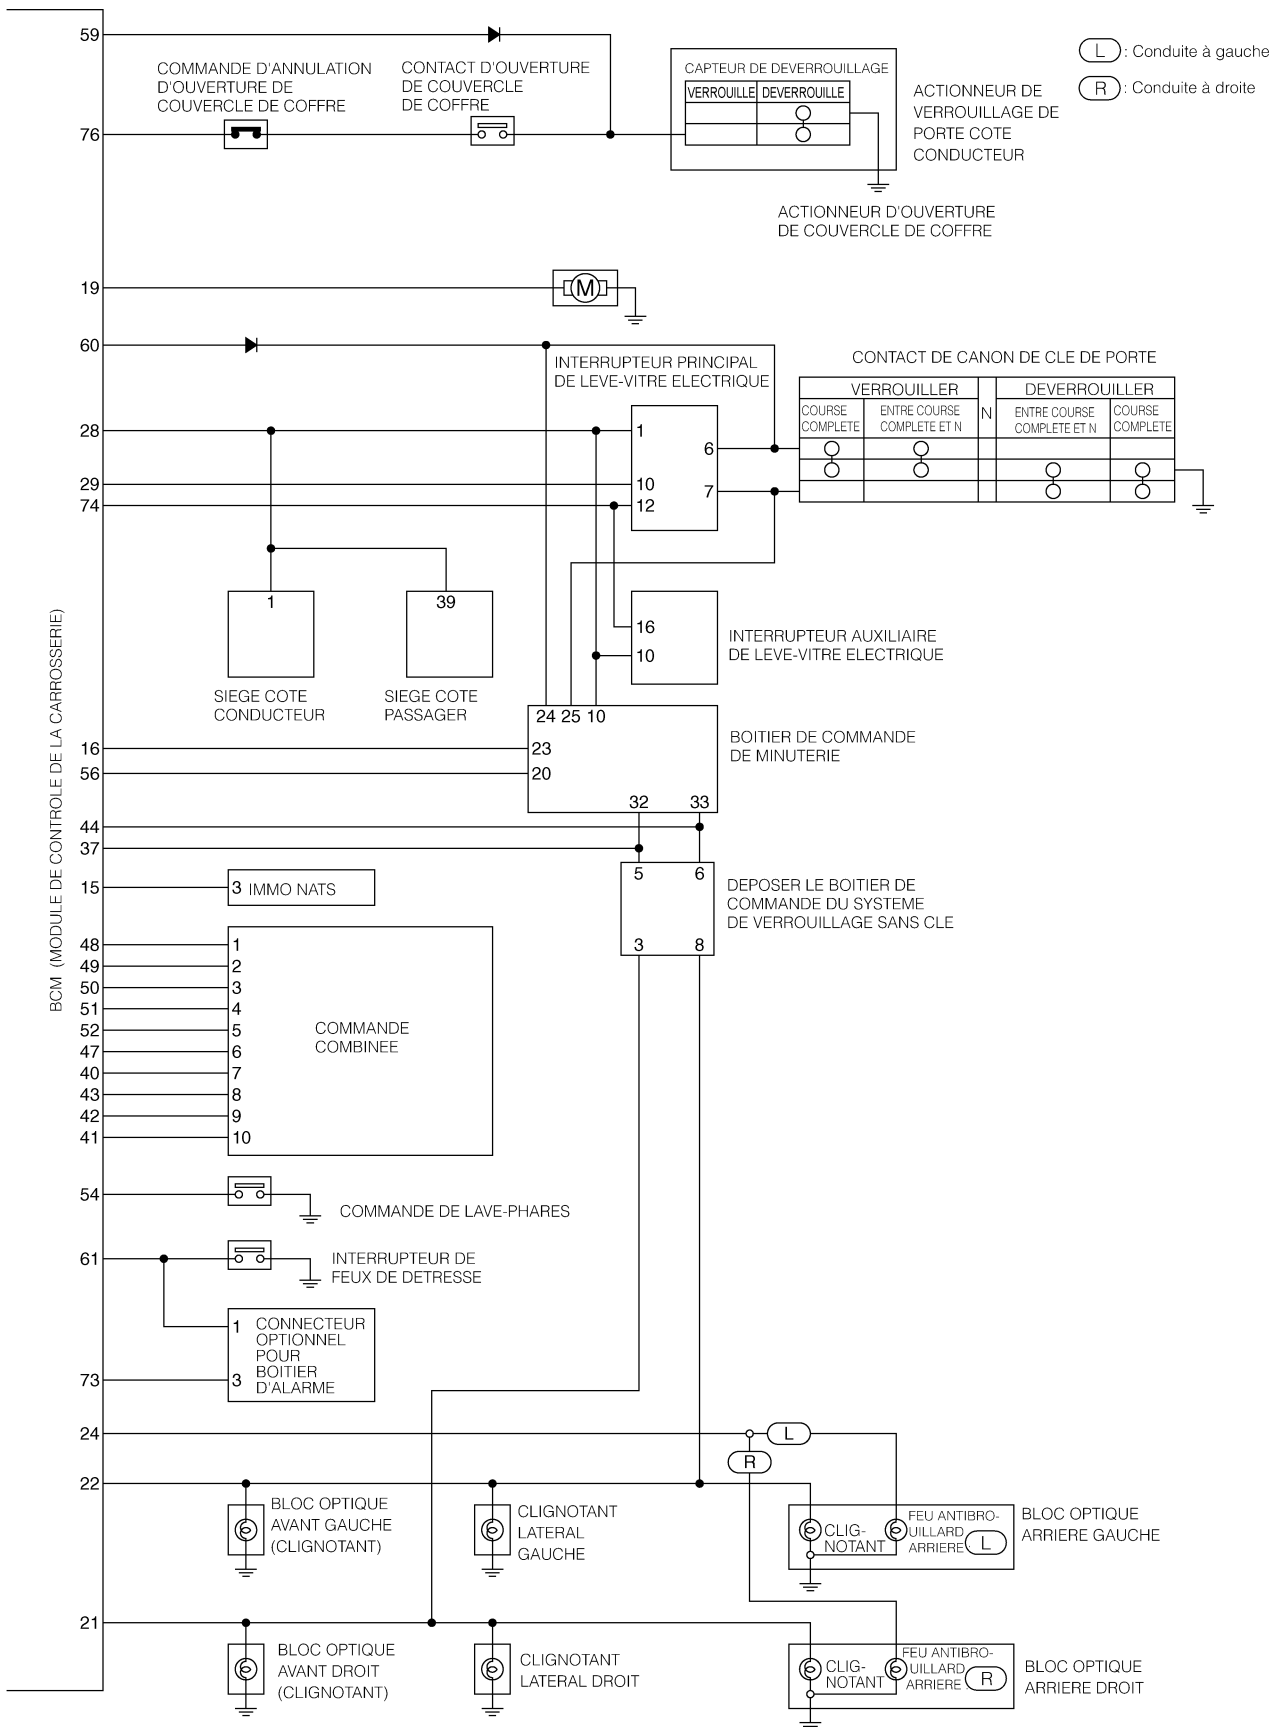 59
COMMANDE D'ANNULATION
D'OUVERTURE DE
COUVERCLE DE COFFRE
CONTACT D'OUVERTURE
DE COUVERCLE
DE COFFRE
CAPTEUR DE DEVERROUILLAGE
VERROUILLE DEVERROUILLE
ACTIONNEUR DE
VERROUILLAGE DE
PORTE COTE
CONDUCTEUR
L : Conduite à gauche
R : Conduite à droite
76
ACTIONNEUR D'OUVERTURE
DE COUVERCLE DE COFFRE
19
M
60
INTERRUPTEUR PRINCIPAL
DE LEVE-VITRE ELECTRIQUE
CONTACT DE CANON DE CLE DE PORTE
VERROUILLER N DEVERROUILLER
COURSE
COMPLETE
ENTRE COURSE
COMPLETE ET N
ENTRE COURSE
COMPLETE ET N
COURSE
COMPLETE
28
1
6
29
10
7
74
12
1
39
SIEGE COTE
CONDUCTEUR
SIEGE COTE
PASSAGER
16
10
INTERRUPTEUR AUXILIAIRE
DE LEVE-VITRE ELECTRIQUE
BCM (MODULE DE CONTROLE DE LA CARROSSERIE)
24 25 10
16
23
56
20
BOITIER DE COMMANDE
DE MINUTERIE
32 33
44
37
5 6
DEPOSER LE BOITIER DE
COMMANDE DU SYSTEME
DE VERROUILLAGE SANS CLE
3 8
15
3 IMMO NATS
48 1
49 2
50 3
51 4
52 5
47 6
40 7
43 8
42 9
41 10
COMMANDE
COMBINEE
54
COMMANDE DE LAVE-PHARES
61
INTERRUPTEUR DE
FEUX DE DETRESSE
1 CONNECTEUR
OPTIONNEL
POUR
BOITIER
D'ALARME
73
3
24
L
R
22
BLOC OPTIQUE
AVANT GAUCHE
(CLIGNOTANT)
CLIGNOTANT
LATERAL
GAUCHE
CLIG-
NOTANT
FEU ANTIBRO-
UILLARD
ARRIERE L
BLOC OPTIQUE
ARRIERE GAUCHE
21
BLOC OPTIQUE
AVANT DROIT
(CLIGNOTANT)
CLIGNOTANT
LATERAL DROIT
CLIG-
NOTANT
FEU ANTIBRO-
UILLARD
ARRIERE R
BLOC OPTIQUE
ARRIERE DROIT